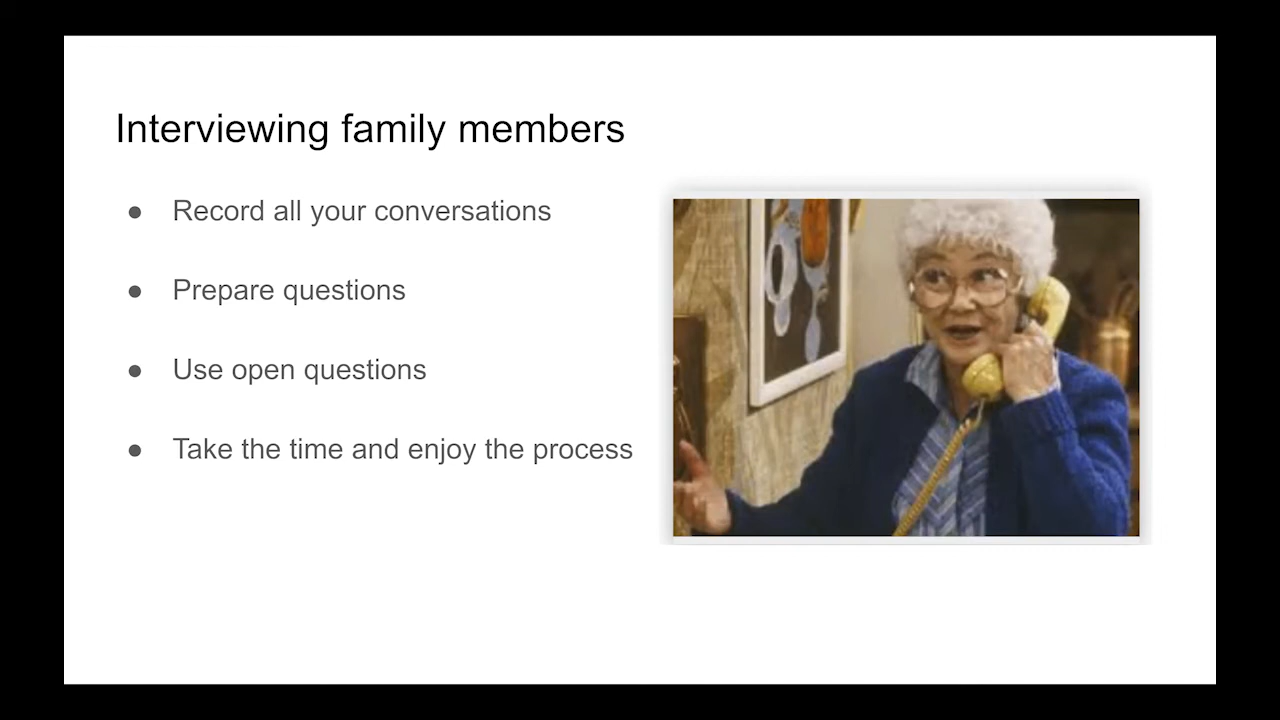 Interviewing family members
● Record all your conversations
● Prepare questions
● Use open questions
● Take the time and enjoy the process